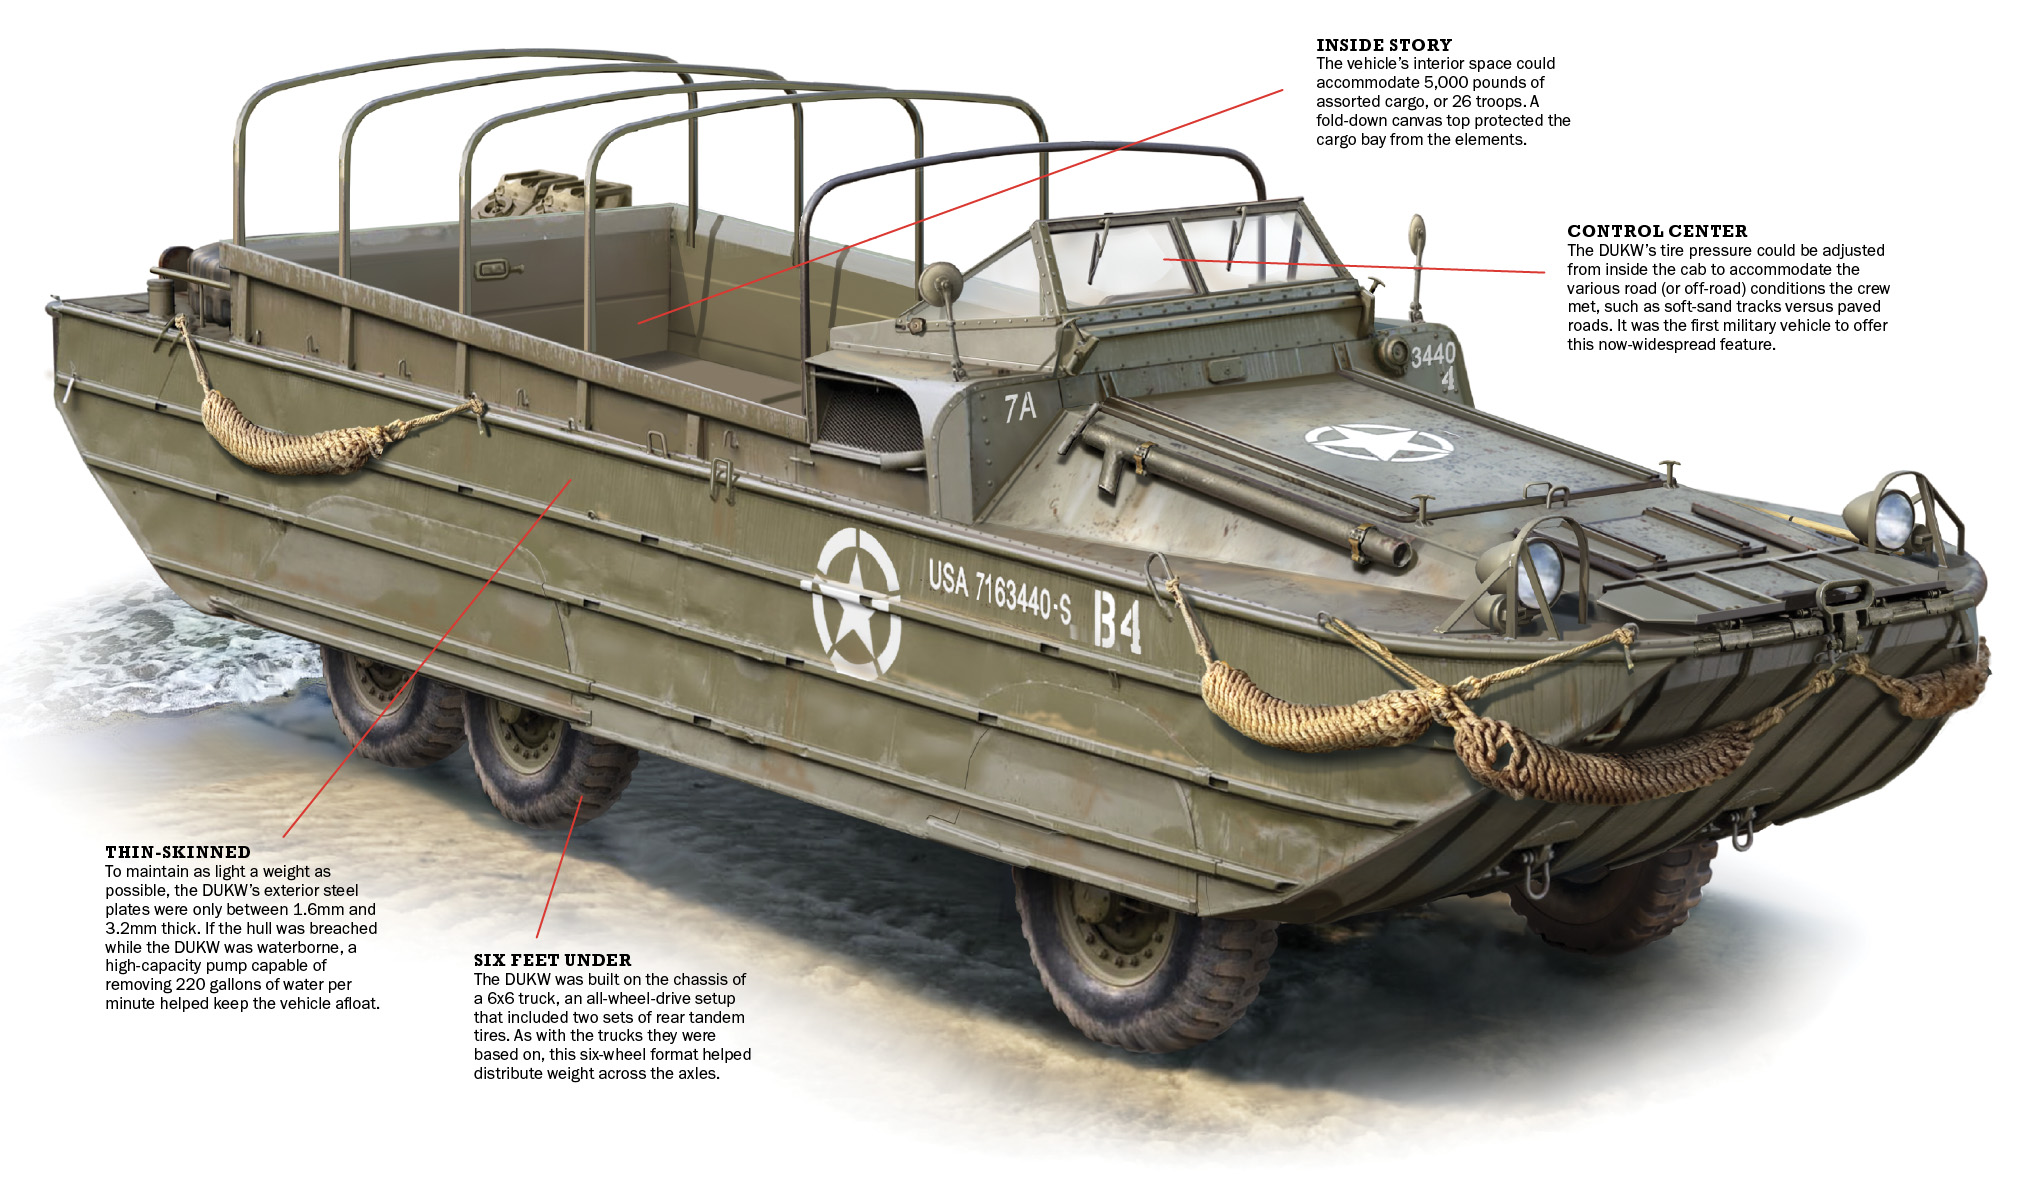 INSIDE STORY
The vehicle's interior space could
accommodate 5,000 pounds of
assorted cargo, or 26 troops. A
fold-down canvas top protected the
cargo bay from the elements.
CONTROL CENTER
The DUKW's tire pressure could be adjusted
from inside the cab to accommodate the
various road (or off-road) conditions the crew
met, such as soft-sand tracks versus paved
roads. It was the first military vehicle to offer
this now-widespread feature.
3440
4
7A
USA 7163440-S
B4
THIN-SKINNED
To maintain as light a weight as
possible, the DUKW's exterior steel
plates were only between 1.6mm and
3.2mm thick. If the hull was breached
while the DUKW was waterborne, a
high-capacity pump capable of
removing 220 gallons of water per
minute helped keep the vehicle afloat.
SIX FEET UNDER
The DUKW was built on the chassis of
a 6x6 truck, an all-wheel-drive setup
that included two sets of rear tandem
tires. As with the trucks they were
based on, this six-wheel format helped
distribute weight across the axles.